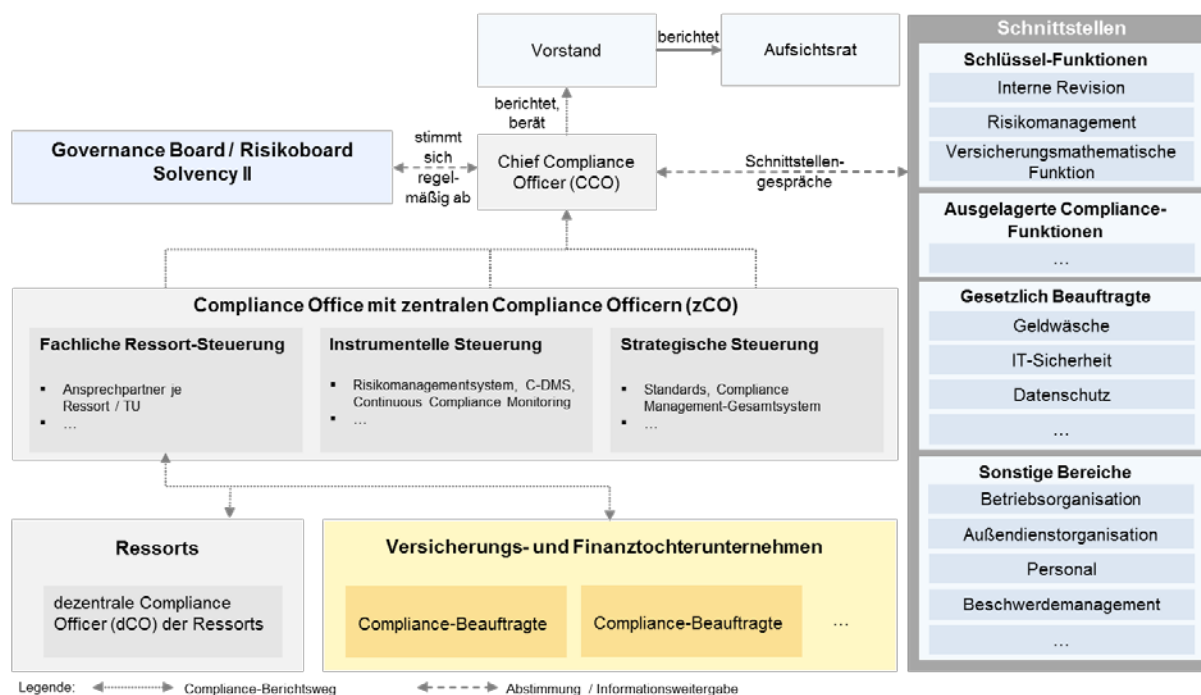 Vorstand
berichtet
Aufsichtsrat
berichtet,
berät
Governance Board / Risikoboard
Solvency II
stimmt
sich
regel-
mäßig ab
Chief Compliance
Officer (CCO)
Schnittstellen-
gespräche
Compliance Office mit zentralen Compliance Officern (zCO)
Fachliche Ressort-Steuerung
▪ Ansprechpartner je
Ressort / TU
▪ …
Instrumentelle Steuerung
▪ Risikomanagementsystem, C-DMS,
Continuous Compliance Monitoring
▪ …
Strategische Steuerung
▪ Standards, Compliance
Management-Gesamtsystem
▪ …
Ressorts
dezentrale Compliance
Officer (dCO) der Ressorts
Versicherungs- und Finanztochterunternehmen
Compliance-Beauftragte
Compliance-Beauftragte
…
Schnittstellen
Schlüssel-Funktionen
Interne Revision
Risikomanagement
Versicherungsmathematische
Funktion
Ausgelagerte Compliance-
Funktionen
…
Gesetzlich Beauftragte
Geldwäsche
IT-Sicherheit
Datenschutz
…
Sonstige Bereiche
Betriebsorganisation
Außendienstorganisation
Personal
Beschwerdemanagement
…
Legende: Compliance-Berichtsweg Abstimmung / Informationsweitergabe